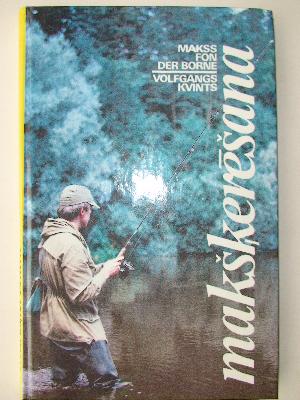 MAKSS
FON
DER BORNE
VOLFGANGS
KVINTS
makšķerēšana